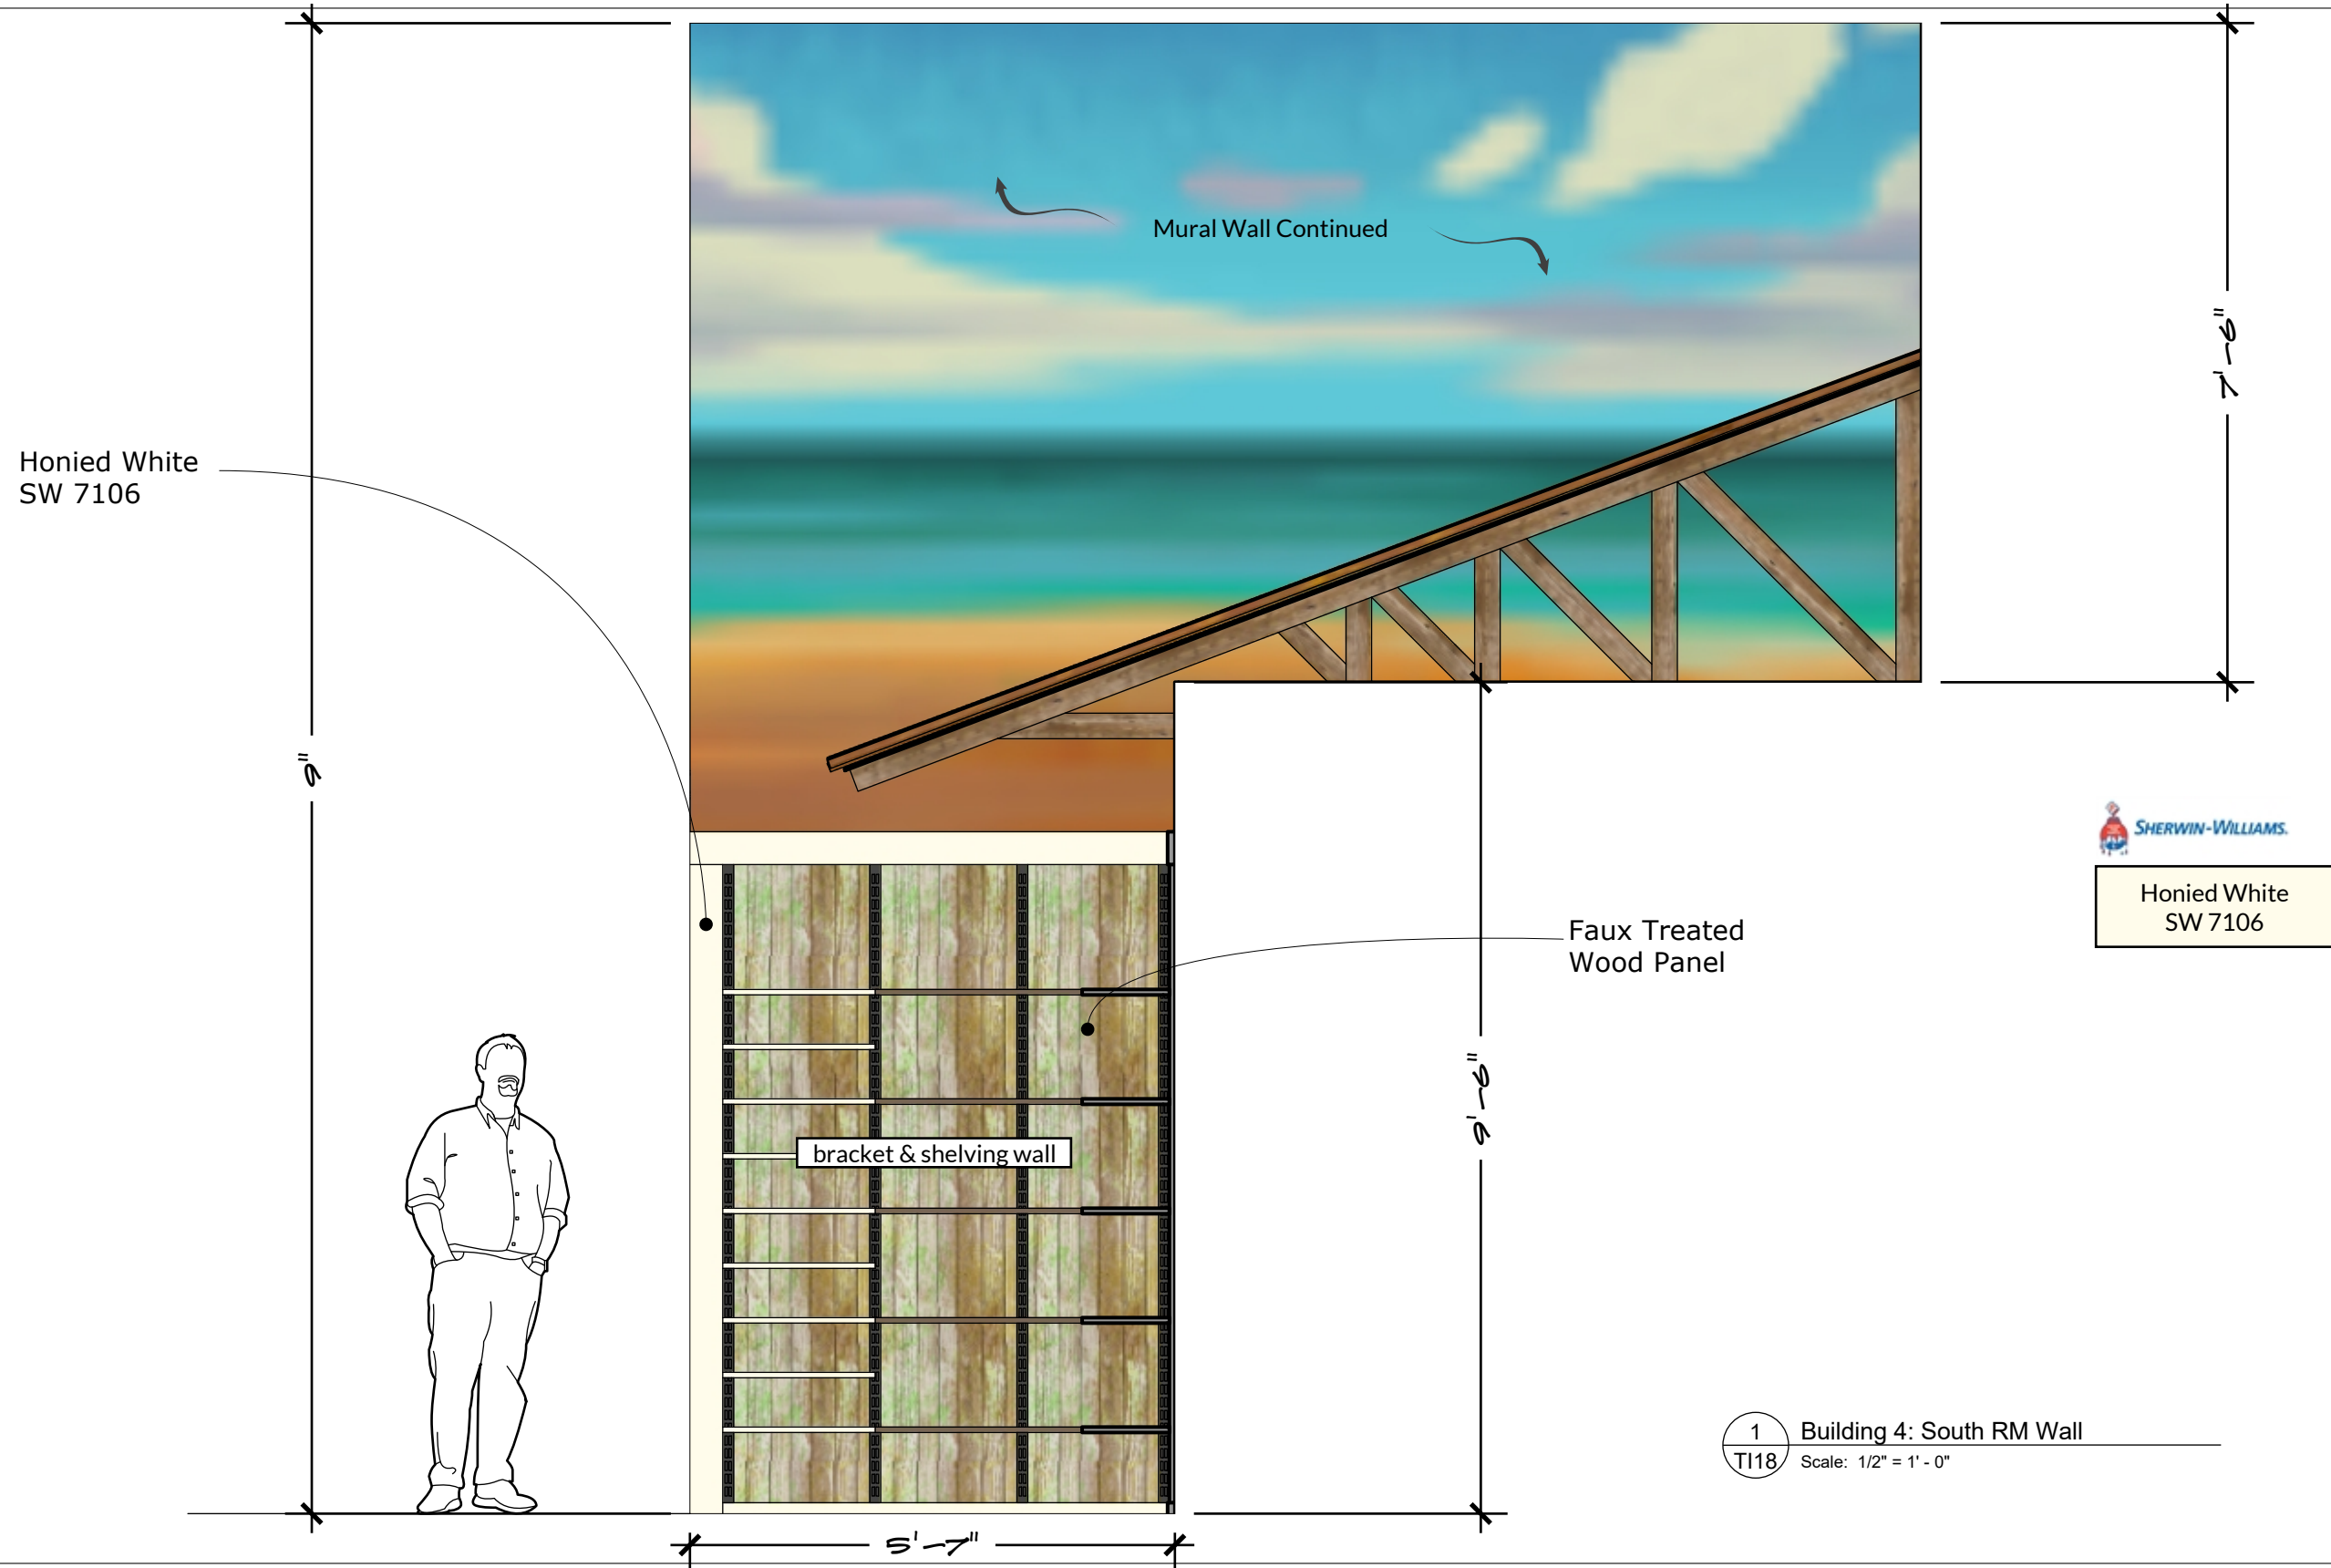 Mural Wall Continued
7'-6"
Honied White
SW 7106
9"
SHERWIN-WILLIAMS.
Honied White
SW 7106
Faux Treated
Wood Panel
9'-6"
bracket & shelving wall
1
TI18
Building 4: South RM Wall
Scale: 1/2" = 1' - 0"
5'-7"